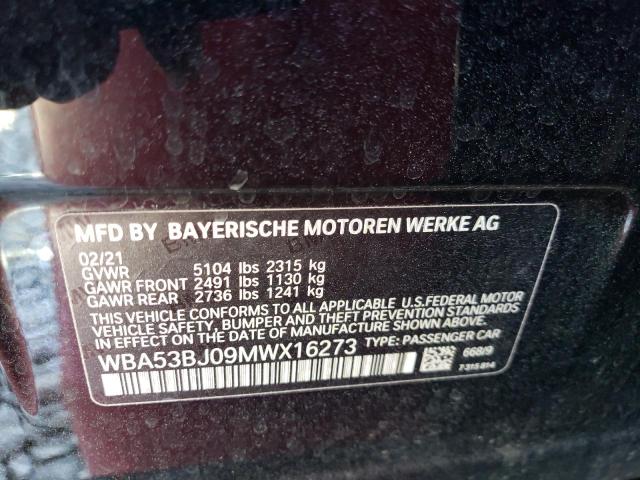 MFD BY BAYERISCHE MOTOREN WERKE AG
02/21
GVWR 5104 lbs 2315 kg
GAWR FRONT 2491 lbs 1130 kg
GAWR REAR 2736 lbs 1241 kg
THIS VEHICLE CONFORMS TO ALL APPLICABLE U.S.FEDERAL MOTOR
VEHICLE SAFETY, BUMPER, AND THEFT PREVENTION STANDARDS
IN EFFECT ON THE DATE OF MANUFACTURE SHOWN ABOVE.
WBA53BJ09MWX16273 TYPE: PASSENGER CAR
668/9
7315814